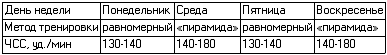 День недели Понедельник Среда Пятница Воскресенье
Метод тренировки равномерный «пирамида» равномерный «пирамида»
ЧСС, уд./мин 130-140 140-180 130-140 140-180